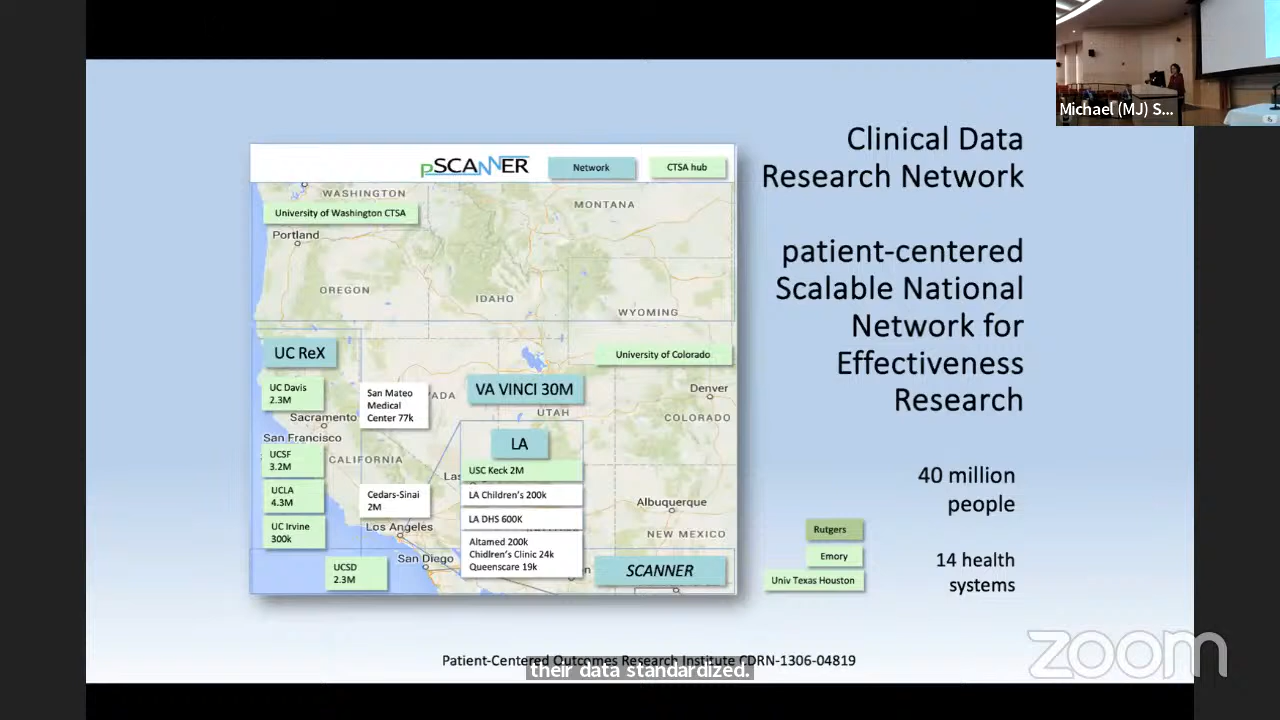 Michael (MJ) S...
Clinical Data
Research Network
patient-centered
Scalable National
Network for
Effectiveness
Research
40 million
people
14 health
systems
pSCANNER
Network
CTSA hub
WASHINGTON
University of Washington CTSA
MONTANA
Portland
OREGON
IDAHO
WYOMING
UC ReX
University of Colorado
UC Davis
2.3M
San Mateo
Medical
Center 77k
ADA
VA VINCI 30M
UTAH
Denver
COLORADO
Sacramento
San Francisco
CALIFORNIA
LA
UCSF
3.2M
Las
USC Keck 2M
UCLA
4.3M
Cedars-Sinai
2M
LA Children's 200k
Albuquerque
Los Angeles
LA DHS 600K
NEW MEXICO
UC Irvine
300k
Altamed 200k
Chidlren's Clinic 24k
Queenscare 19k
San Diego
UCSD
2.3M
SCANNER
Rutgers
Emory
Univ Texas Houston
Patient-Centered Outcomes Research Institute CDRN-1306-04819
their data standardized.
zoom